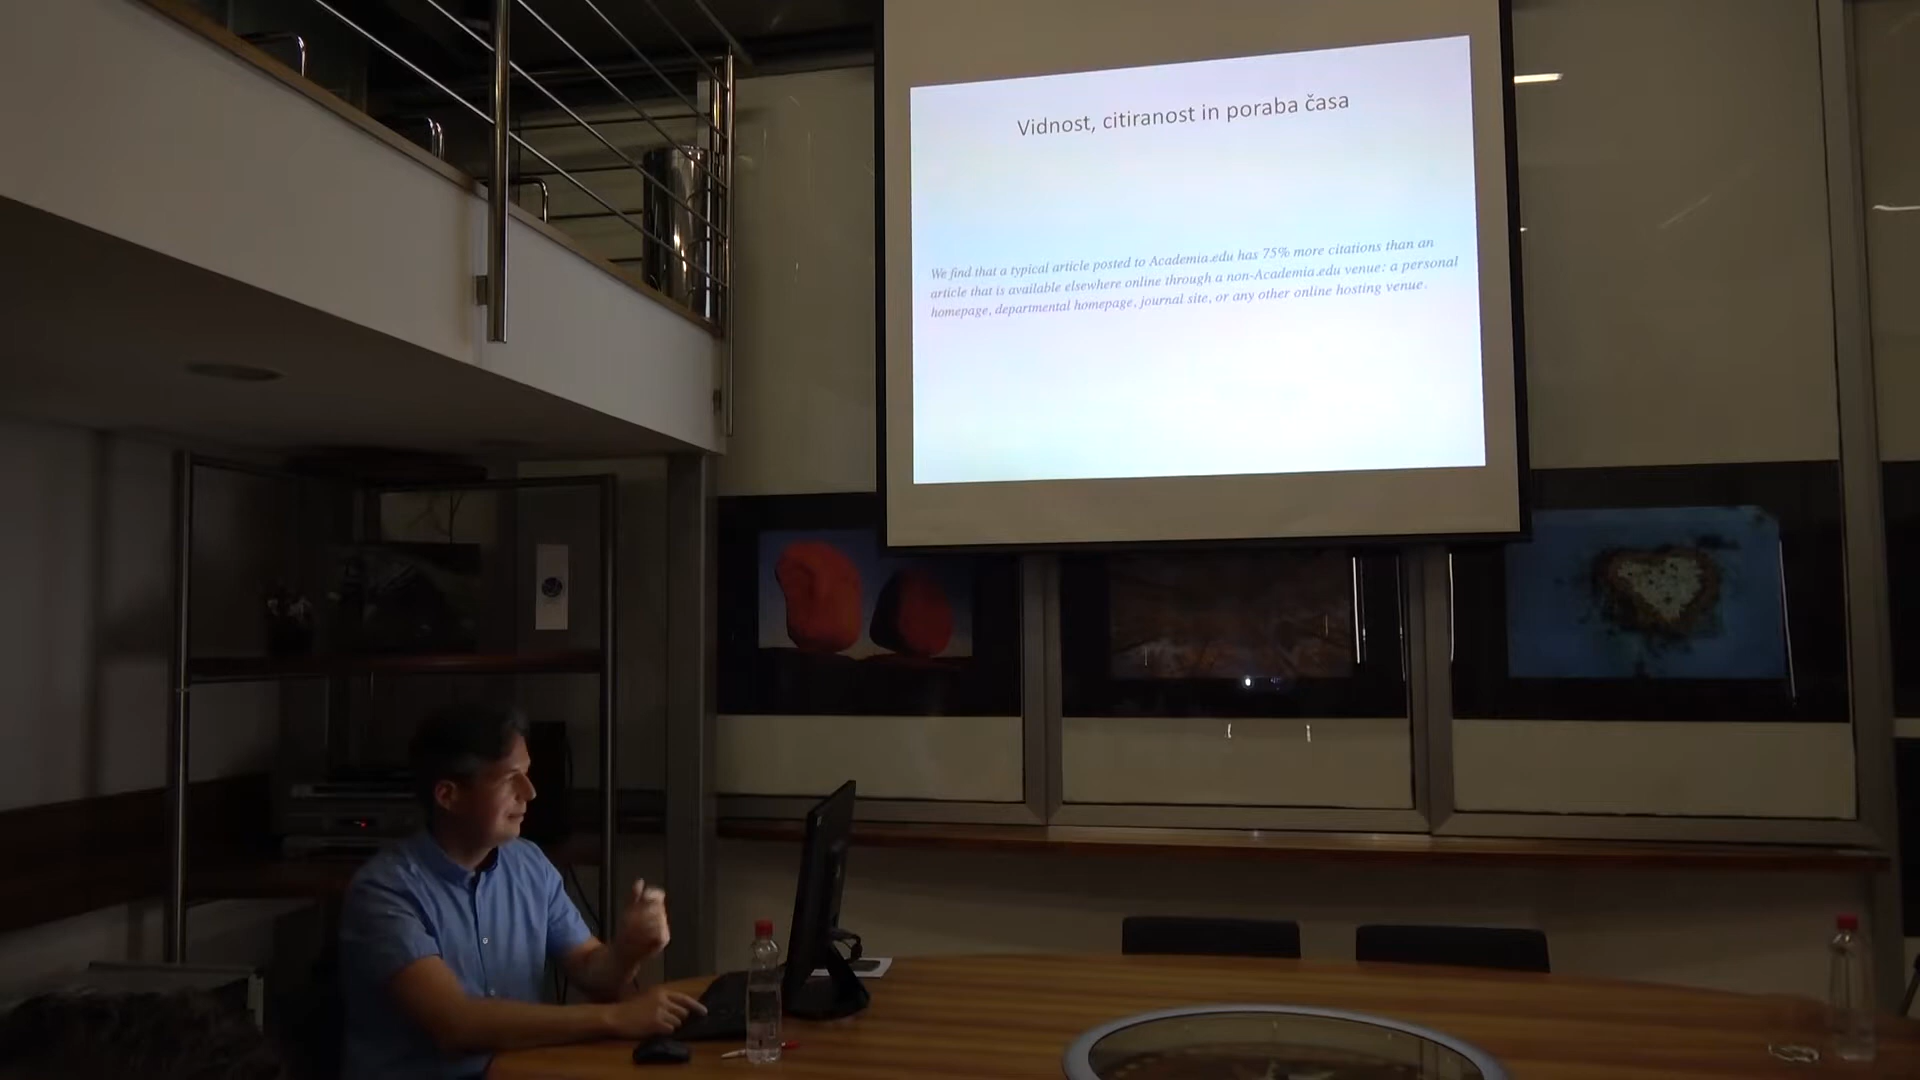 Vidnost, citiranost in poraba časa
We find that a typical article posted to Academia.edu has 75% more citations than an
article that is available elsewhere online through a non-Academia.edu venue: a personal
homepage, departmental homepage, journal site, or any other online hosting venue.